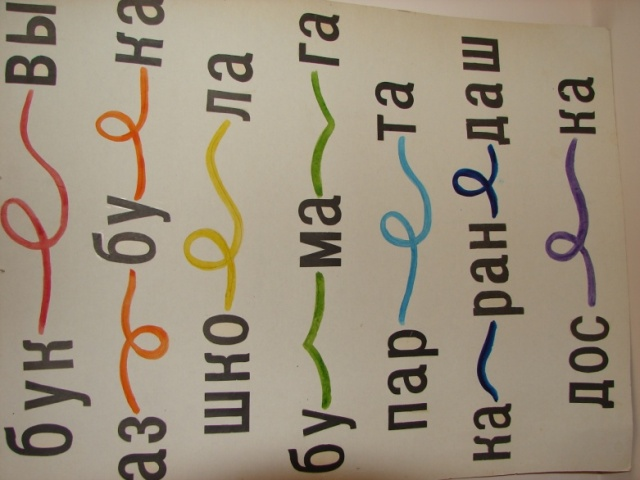 бук вы
аз бу ка
шко ла
бу ма га
пар та
ка ран даш
дос ка